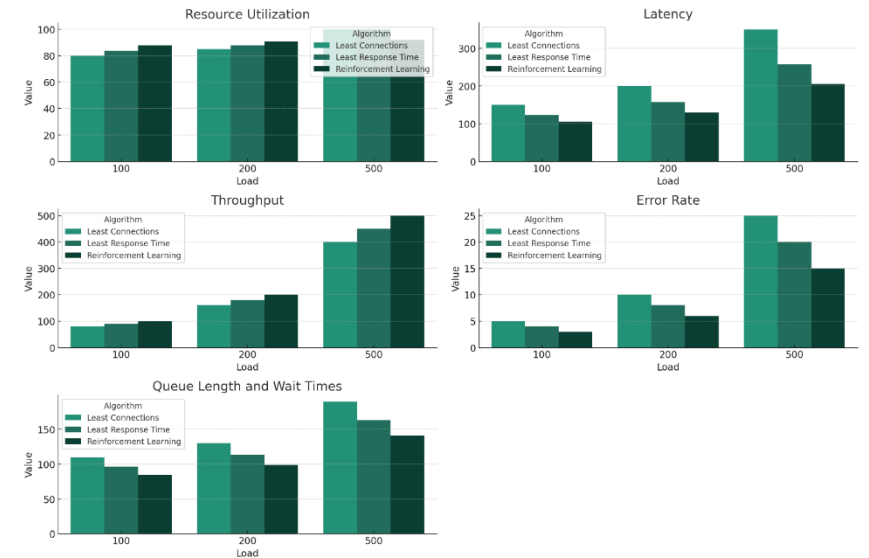 Resource Utilization
100
80
60
40
20
0
Value
Algorithm
Least Connections
Least Response Time
Reinforcement Learning
100 200 500
Load
Latency
300
200
100
0
Value
Algorithm
Least Connections
Least Response Time
Reinforcement Learning
100 200 500
Load
Throughput
500
400
300
200
100
0
Value
Algorithm
Least Connections
Least Response Time
Reinforcement Learning
100 200 500
Load
Error Rate
25
20
15
10
5
0
Value
Algorithm
Least Connections
Least Response Time
Reinforcement Learning
100 200 500
Load
Queue Length and Wait Times
150
100
50
0
Value
Algorithm
Least Connections
Least Response Time
Reinforcement Learning
100 200 500
Load